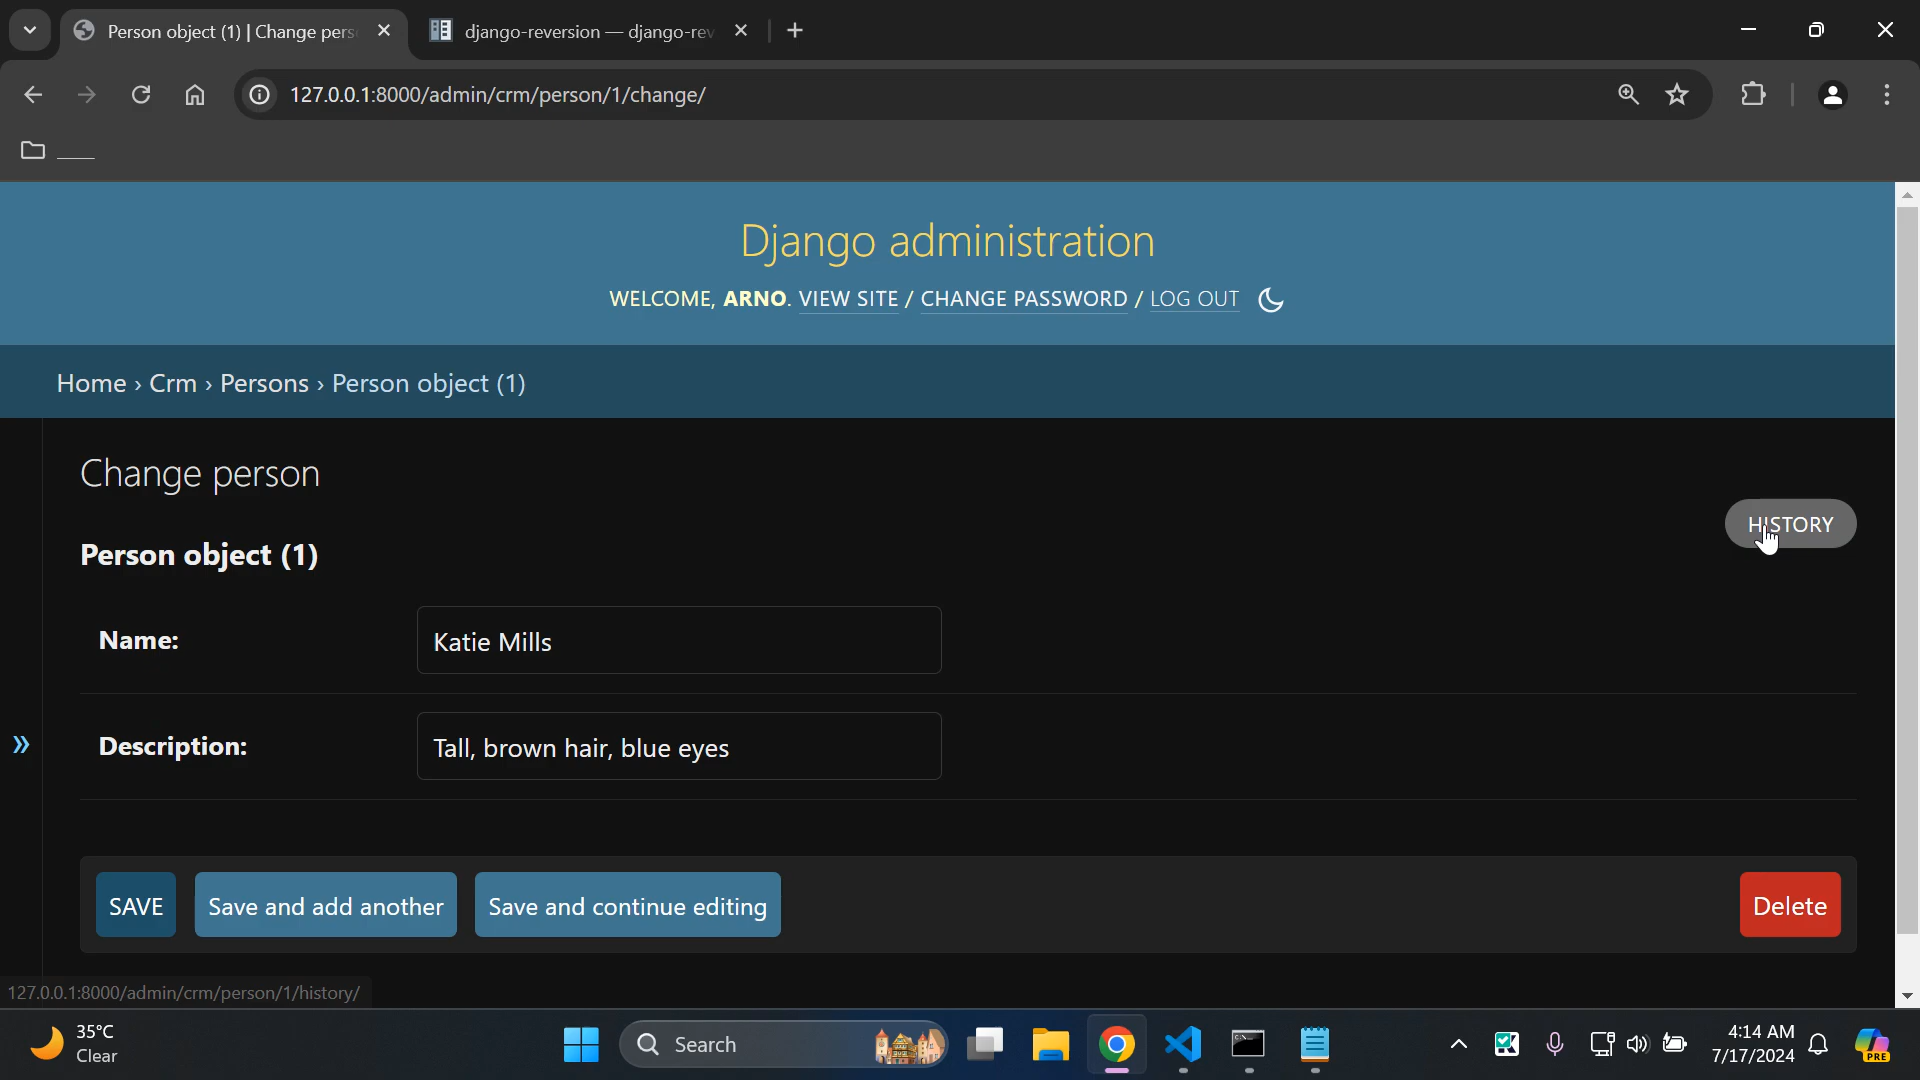 Person object (1) | Change pers
django-reversion — django-rev
127.0.0.1:8000/admin/crm/person/1/change/
Django administration
WELCOME, ARNO. VIEW SITE / CHANGE PASSWORD / LOG OUT
Home › Crm › Persons › Person object (1)
Change person
HISTORY
Person object (1)
Name:
Katie Mills
Description:
Tall, brown hair, blue eyes
SAVE
Save and add another
Save and continue editing
Delete
127.0.0.1:8000/admin/crm/person/1/history/
35°C
Clear
Search
4:14 AM
7/17/2024
PRE